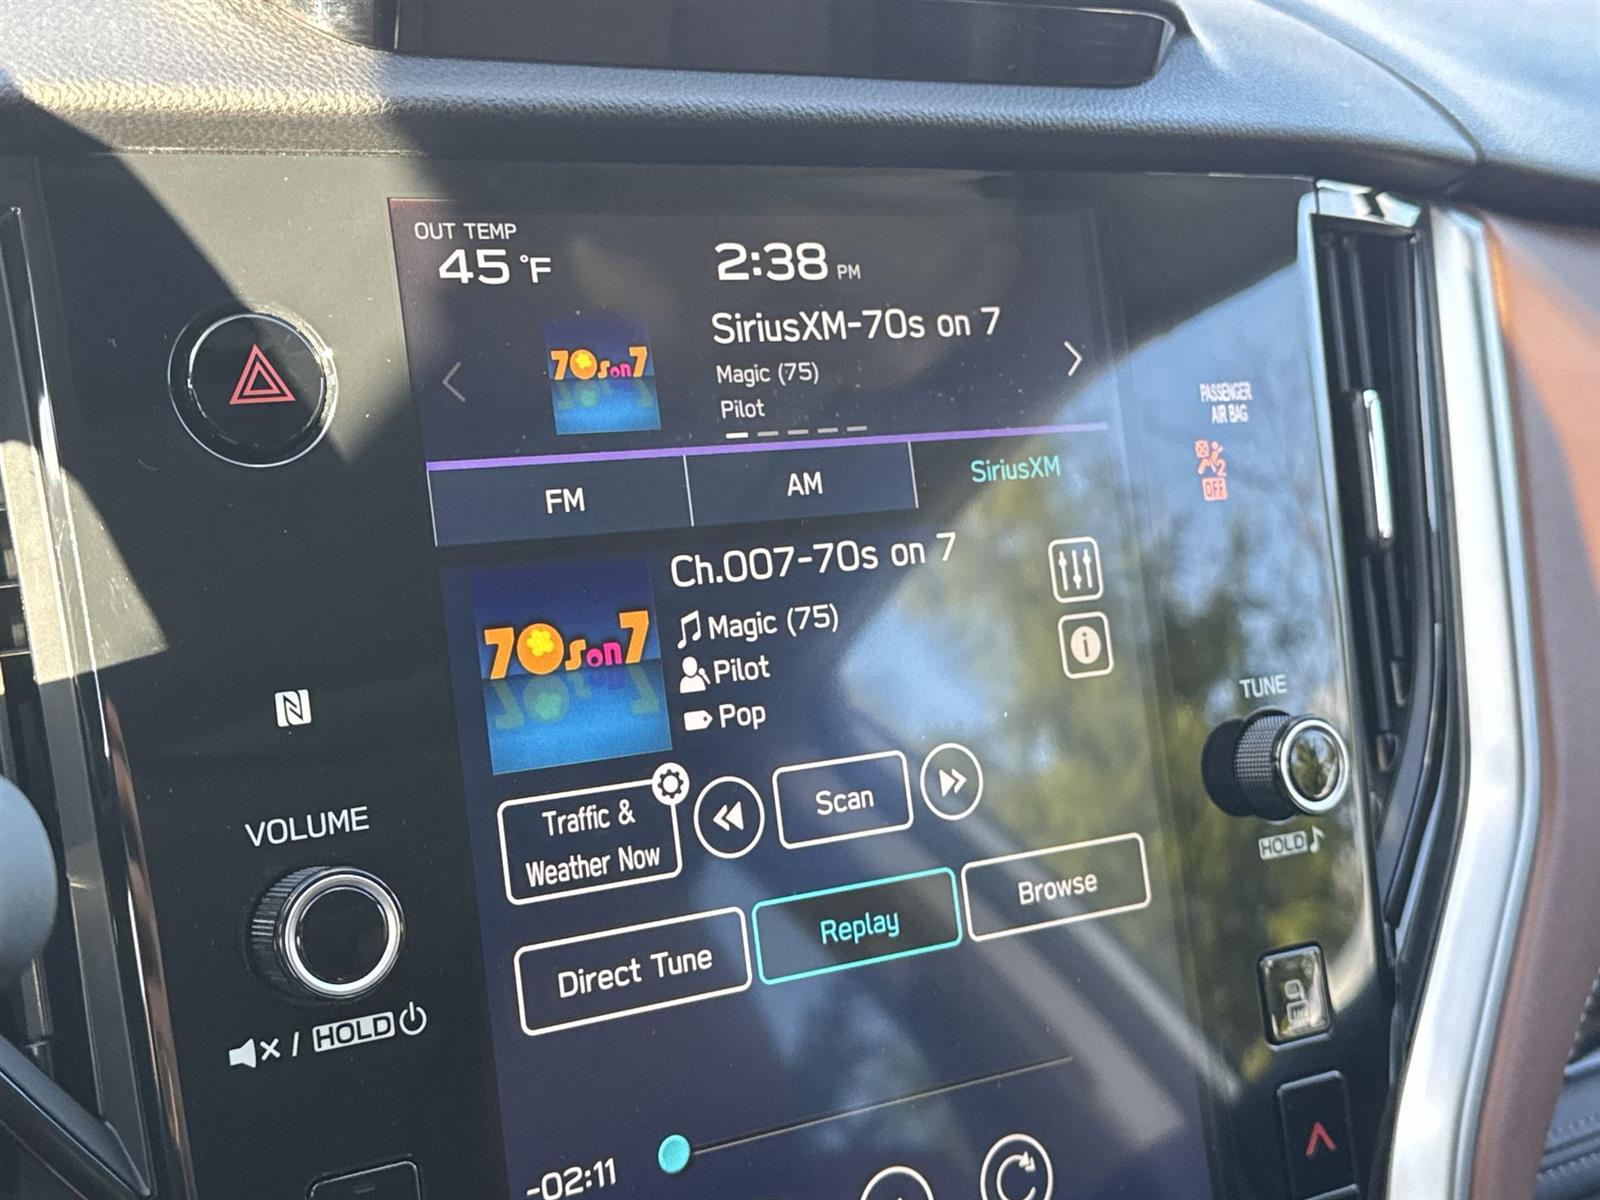 OUT TEMP
45 °F
2:38 PM
70s on 7
SiriusXM-70s on 7
Magic (75)
Pilot
PASSENGER
AIR BAG
2
OFF
FM
AM
SiriusXM
70s on 7
Ch.007-70s on 7
Magic (75)
Pilot
Pop
i
TUNE
HOLD
VOLUME
HOLD
Traffic &
Weather Now
Scan
Direct Tune
Replay
Browse
-02:11